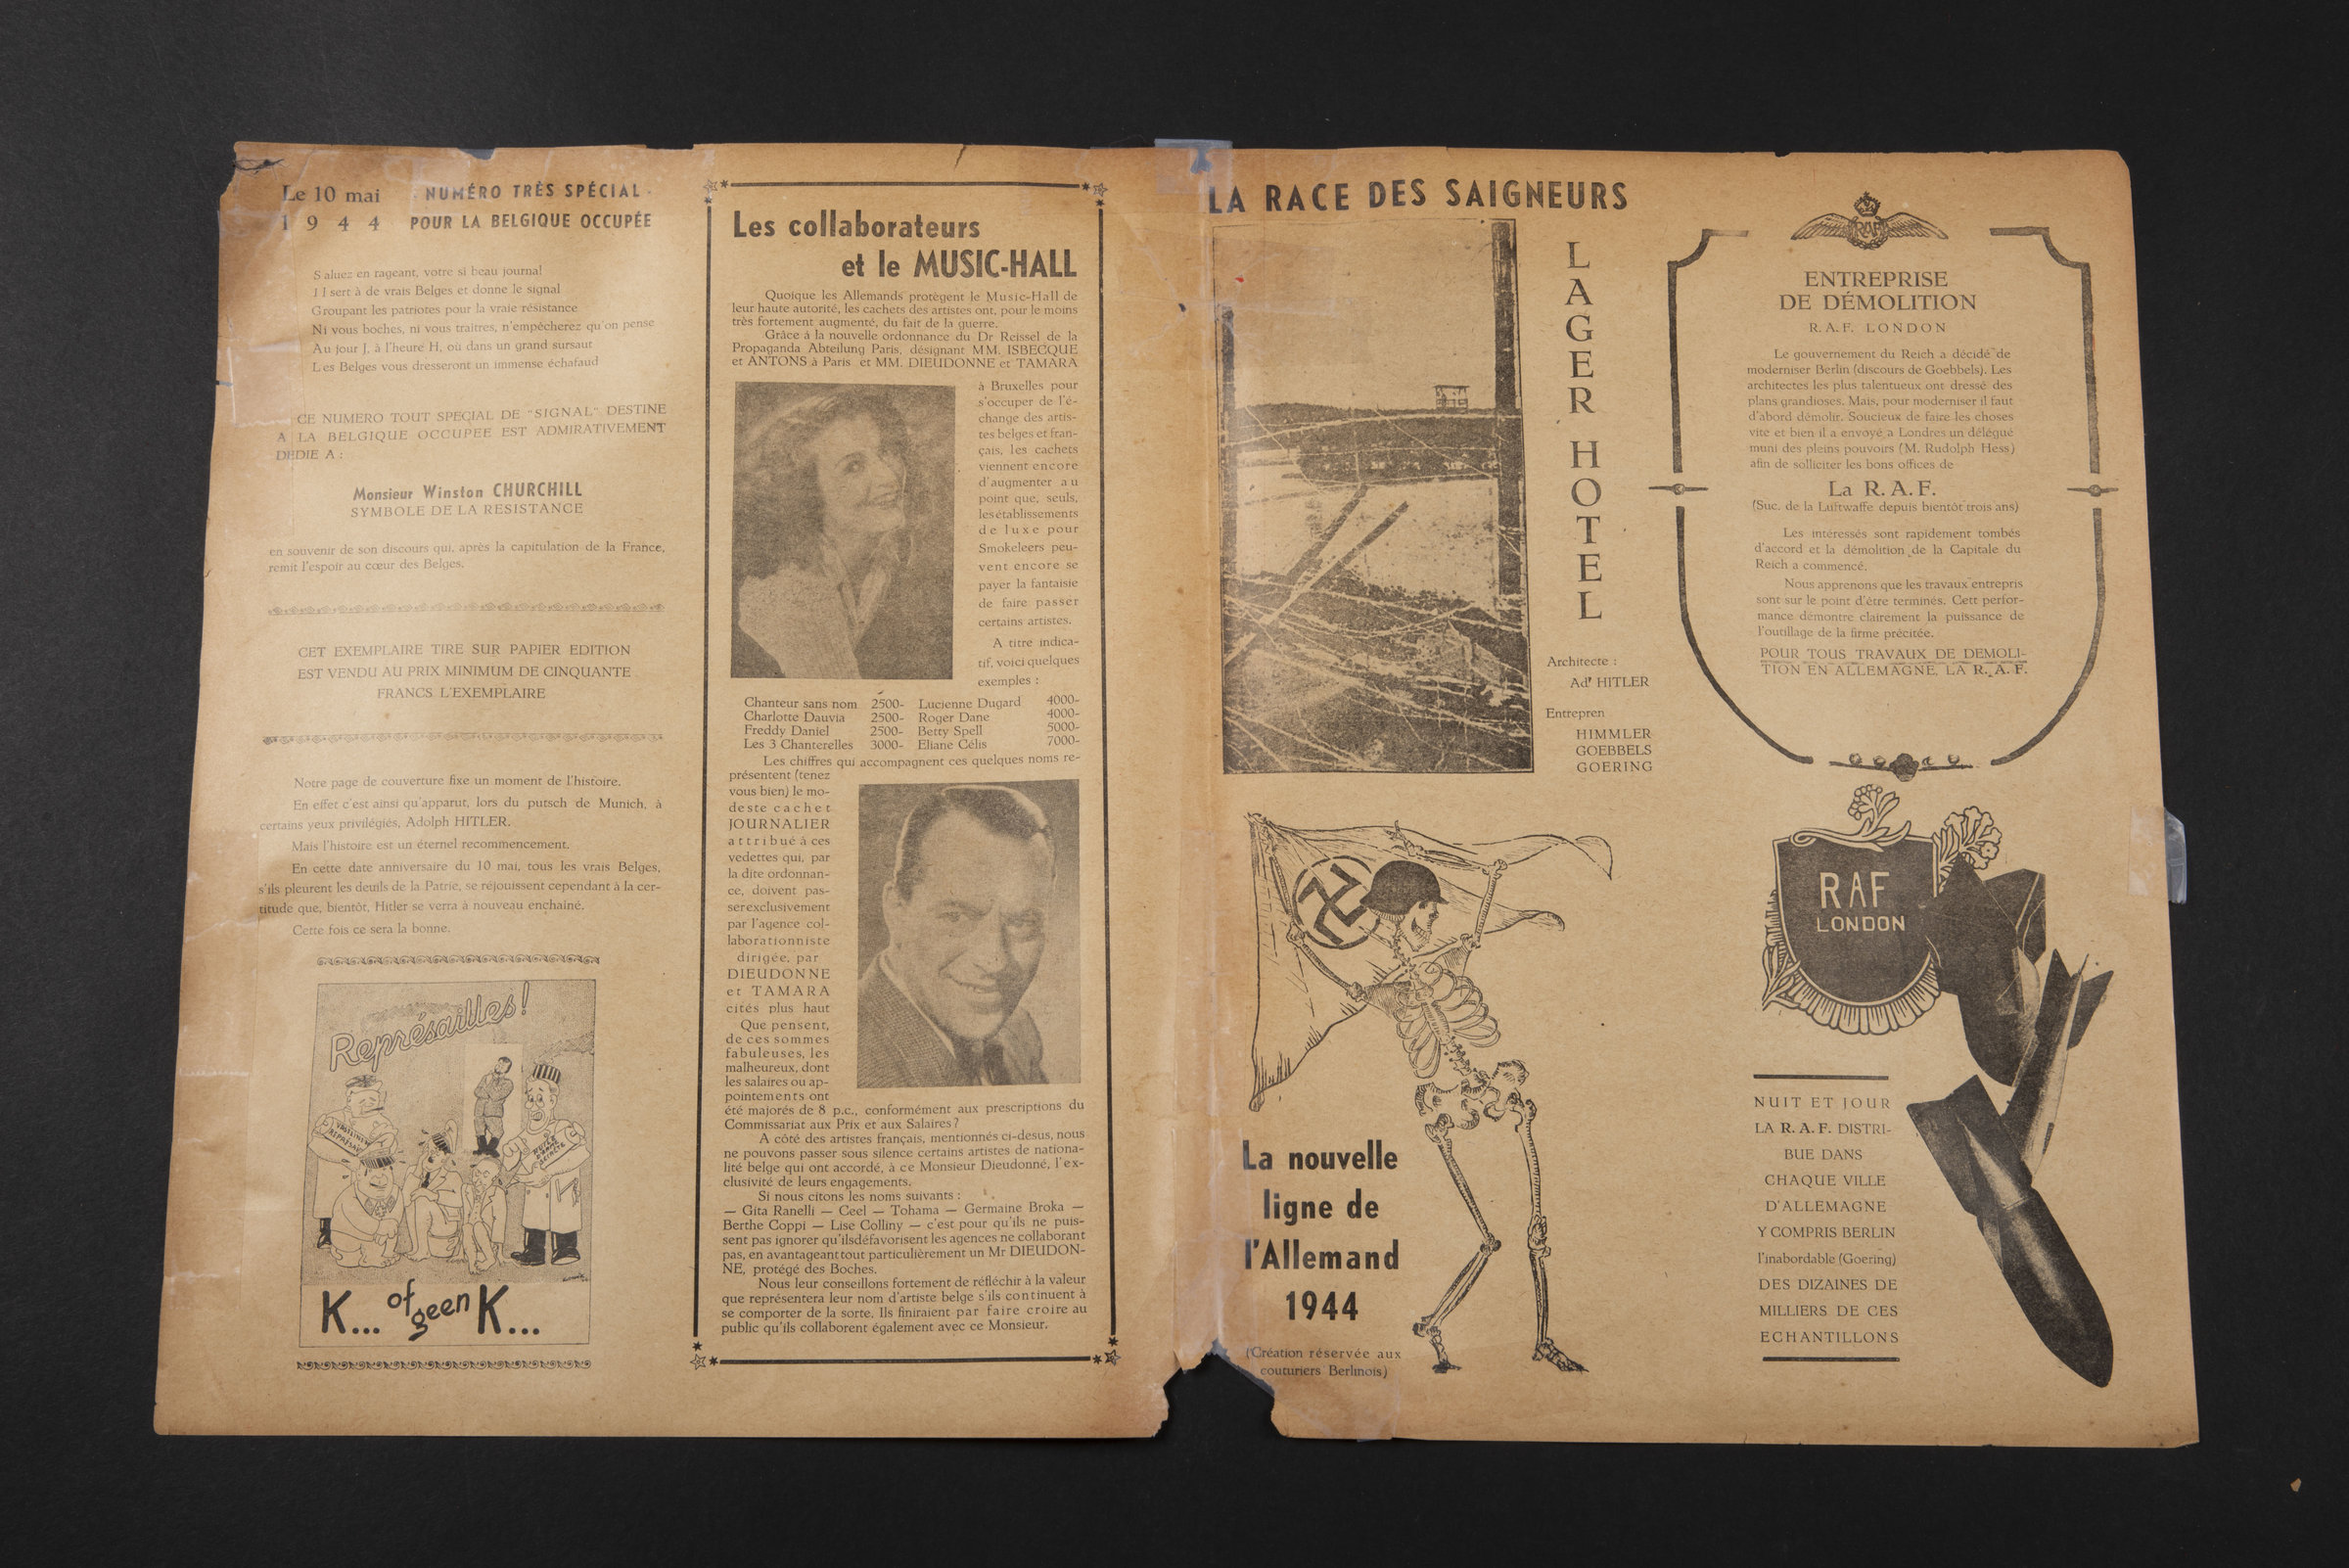 Le 10 mai
1 9 4 4
- NUMÉRO TRÈS SPÉCIAL -
POUR LA BELGIQUE OCCUPÉE
Saluez en rageant, votre si beau journal
Il sert à de vrais Belges et donne le signal
Groupant les patriotes pour la vraie résistance
Ni vous boches, ni vous traitres, n'empêcherez qu'on pense
Au jour J, à l'heure H, où dans un grand sursaut
Les Belges vous dresseront un immense échafaud
CE NUMERO TOUT SPECIAL DE "SIGNAL" DESTINE
A LA BELGIQUE OCCUPEE EST ADMIRATIVEMENT
DEDIE A :
Monsieur Winston CHURCHILL
SYMBOLE DE LA RESISTANCE
en souvenir de son discours qui, après la capitulation de la France,
remit l'espoir au cœur des Belges.
CET EXEMPLAIRE TIRE SUR PAPIER EDITION
EST VENDU AU PRIX MINIMUM DE CINQUANTE
FRANCS L'EXEMPLAIRE
Notre page de couverture fixe un moment de l'histoire.
En effet c'est ainsi qu'apparut, lors du putsch de Munich, à
certains yeux privilégiés, Adolph HITLER.
Mais l'histoire est un éternel recommencement.
En cette date anniversaire du 10 mai, tous les vrais Belges,
s'ils pleurent les deuils de la Patrie, se réjouissent cependant à la cer-
titude que, bientôt, Hitler se verra à nouveau enchainé.
Cette fois ce sera la bonne.
Représailles!
K... of geen K...
Les collaborateurs
et le MUSIC-HALL
Quoique les Allemands protègent le Music-Hall de
leur haute autorité, les cachets des artistes ont, pour le moins
très fortement augmenté, du fait de la guerre.
Grâce à la nouvelle ordonnance du Dr Reissel de la
Propaganda Abteilung Paris, désignant MM. ISBECQUE
et ANTONS à Paris et MM. DIEUDONNE et TAMARA
à Bruxelles pour
s'occuper de l'é-
change des artis-
tes belges et fran-
çais, les cachets
viennent encore
d'augmenter au
point que, seuls,
les établissements
de luxe pour
Smokeleers peu-
vent encore se
payer la fantaisie
de faire passer
certains artistes.
A titre indica-
tif, voici quelques
exemples :
Chanteur sans nom 2500- Lucienne Dugard 4000-
Charlotte Dauvia 2500- Roger Dane 4000-
Freddy Daniel 2500- Betty Spell 5000-
Les 3 Chanterelles 3000- Eliane Célis 7000-
Les chiffres qui accompagnent ces quelques noms re-
présentent (tenez
vous bien) le mo-
deste cachet
JOURNALIER
attribué à ces
vedettes qui, par
la dite ordonnan-
ce, doivent pas-
ser exclusivement
par l'agence col-
laborationniste
dirigée, par
DIEUDONNE
et TAMARA
cités plus haut
Que pensent,
de ces sommes
fabuleuses, les
malheureux, dont
les salaires ou ap-
pointements ont
été majorés de 8 p.c., conformément aux prescriptions du
Commissariat aux Prix et aux Salaires ?
A côté des artistes français, mentionnés ci-desus, nous
ne pouvons passer sous silence certains artistes de nationa-
lité belge qui ont accordé, à ce Monsieur Dieudonné, l'ex-
clusivité de leurs engagements.
Si nous citons les noms suivants :
— Gita Ranelli — Ceel — Tohama — Germaine Broka —
Berthe Coppi — Lise Colliny — c'est pour qu'ils ne puis-
sent pas ignorer qu'ilsdéfavorisent les agences ne collaborant
pas, en avantageant tout particulièrement un Mr DIEUDON-
NE, protégé des Boches.
Nous leur conseillons fortement de réfléchir à la valeur
que représentera leur nom d'artiste belge s'ils continuent à
se comporter de la sorte. Ils finiraient par faire croire au
public qu'ils collaborent également avec ce Monsieur.
LA RACE DES SAIGNEURS
LAGER HOTEL
Architecte :
Ad' HITLER
Entrepren
HIMMLER
GOEBBELS
GOERING
La nouvelle
ligne de
l'Allemand
1944
(Création réservée aux
couturiers Berlinois)
RAF
ENTREPRISE
DE DÉMOLITION
R.A.F. LONDON
Le gouvernement du Reich a décidé de
moderniser Berlin (discours de Goebbels). Les
architectes les plus talentueux ont dressé des
plans grandioses. Mais, pour moderniser il faut
d'abord démolir. Soucieux de faire les choses
vite et bien il a envoyé a Londres un délégué
muni des pleins pouvoirs (M. Rudolph Hess)
afin de solliciter les bons offices de
La R.A.F.
(Suc. de la Luftwaffe depuis bientôt trois ans)
Les intéressés sont rapidement tombés
d'accord et la démolition de la Capitale du
Reich a commencé.
Nous apprenons que les travaux entrepris
sont sur le point d'être terminés. Cett perfor-
mance démontre clairement la puissance de
l'outillage de la firme précitée.
POUR TOUS TRAVAUX DE DEMOLI-
TION EN ALLEMAGNE, LA R.A.F.
RAF
LONDON
NUIT ET JOUR
LA R.A.F. DISTRI-
BUE DANS
CHAQUE VILLE
D'ALLEMAGNE
Y COMPRIS BERLIN
l'inabordable (Goering)
DES DIZAINES DE
MILLIERS DE CES
ECHANTILLONS